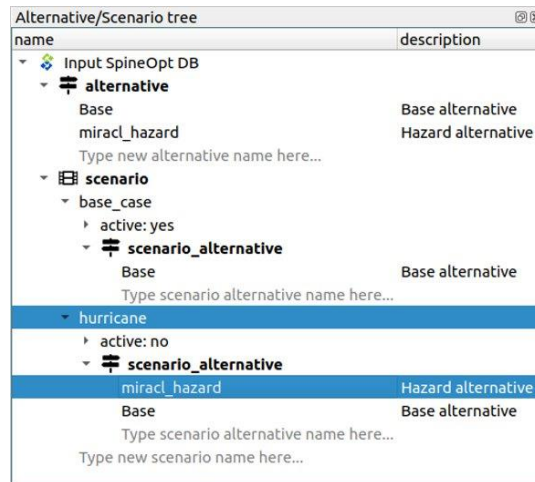 Alternative/Scenario tree
name description
Input SpineOpt DB
alternative
Base Base alternative
miracl_hazard Hazard alternative
Type new alternative name here...
scenario
base_case
active: yes
scenario_alternative
Base Base alternative
Type scenario alternative name here...
hurricane
active: no
scenario_alternative
miracl_hazard Hazard alternative
Base Base alternative
Type scenario alternative name here...
Type new scenario name here...